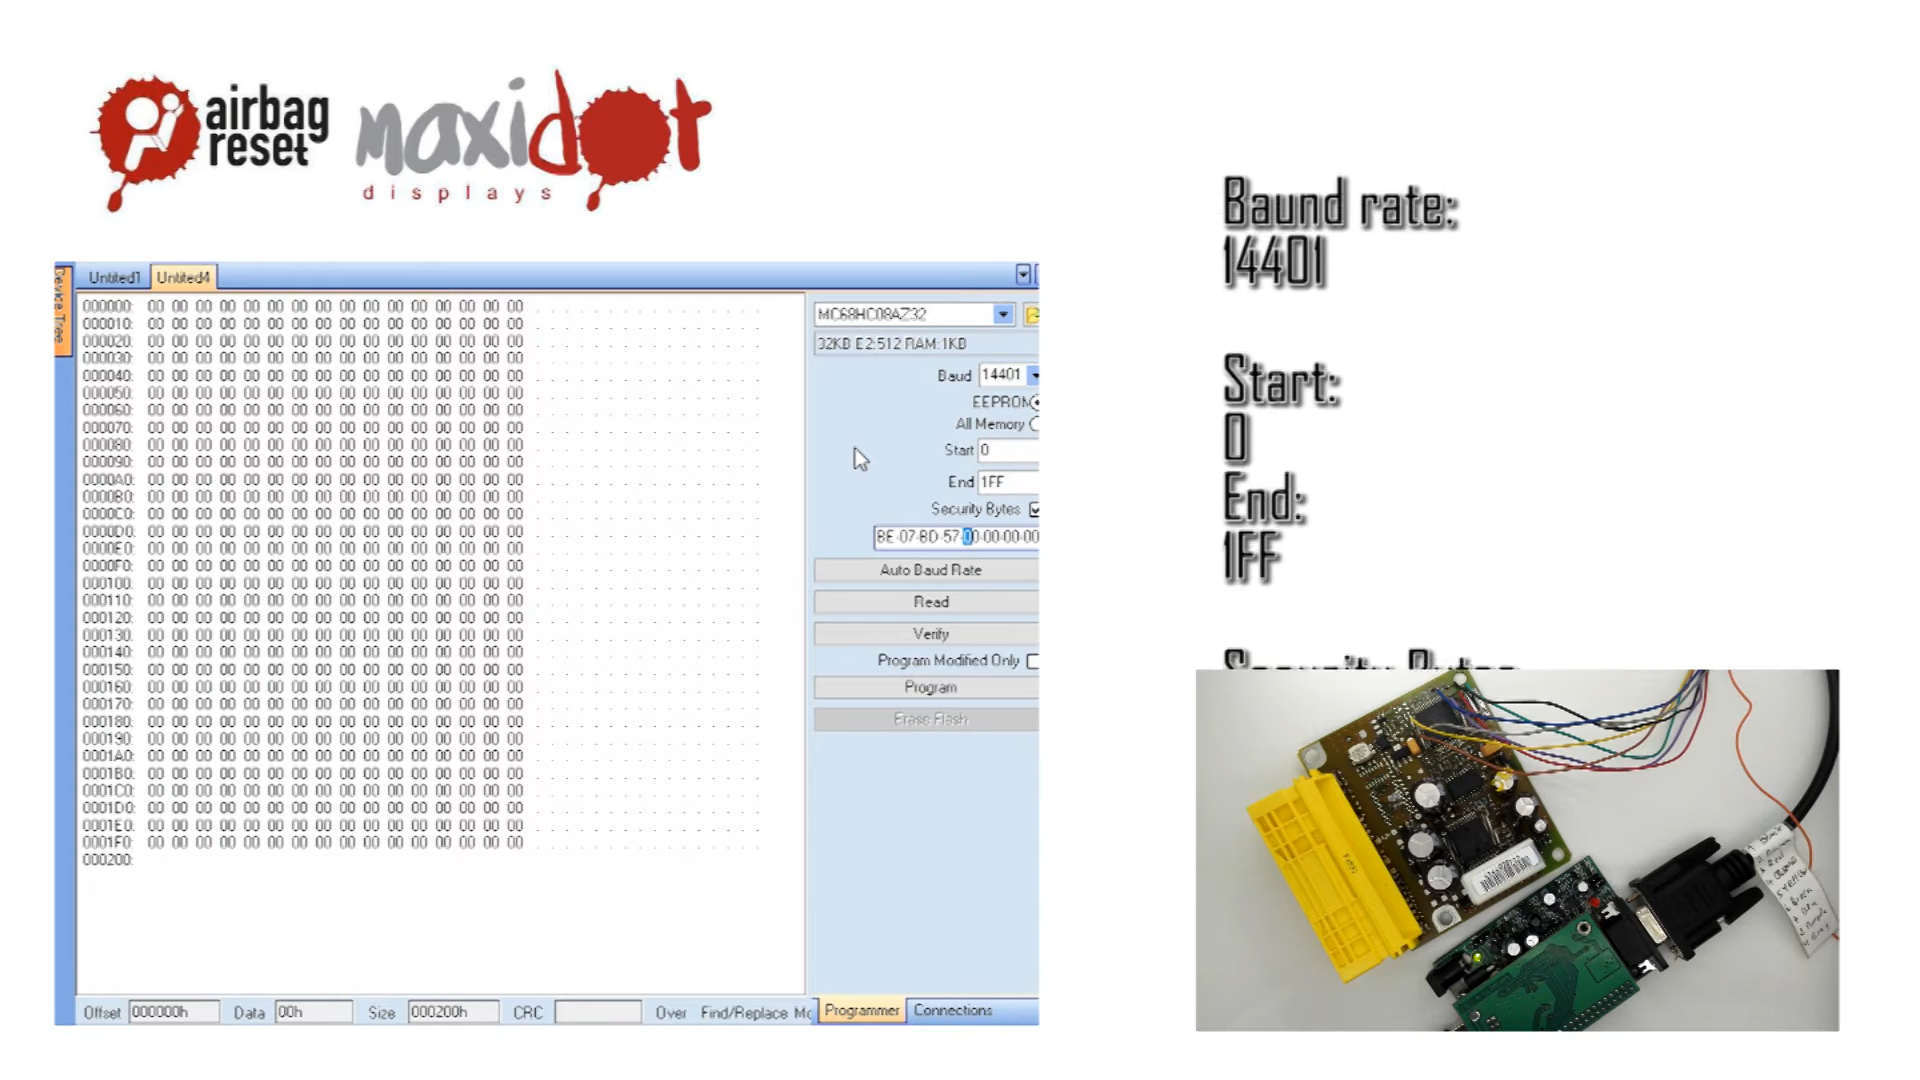 airbag
reset
maxidot
displays
Baund rate:
14401
Start:
0
End:
1FF
Security Bytes
Device Tree
Untitled1 Untitled4
000000: 00 00 00 00 00 00 00 00 00 00 00 00 00 00 00 00
000010: 00 00 00 00 00 00 00 00 00 00 00 00 00 00 00 00
000020: 00 00 00 00 00 00 00 00 00 00 00 00 00 00 00 00
000030: 00 00 00 00 00 00 00 00 00 00 00 00 00 00 00 00
000040: 00 00 00 00 00 00 00 00 00 00 00 00 00 00 00 00
000050: 00 00 00 00 00 00 00 00 00 00 00 00 00 00 00 00
000060: 00 00 00 00 00 00 00 00 00 00 00 00 00 00 00 00
000070: 00 00 00 00 00 00 00 00 00 00 00 00 00 00 00 00
000080: 00 00 00 00 00 00 00 00 00 00 00 00 00 00 00 00
000090: 00 00 00 00 00 00 00 00 00 00 00 00 00 00 00 00
0000A0: 00 00 00 00 00 00 00 00 00 00 00 00 00 00 00 00
0000B0: 00 00 00 00 00 00 00 00 00 00 00 00 00 00 00 00
0000C0: 00 00 00 00 00 00 00 00 00 00 00 00 00 00 00 00
0000D0: 00 00 00 00 00 00 00 00 00 00 00 00 00 00 00 00
0000E0: 00 00 00 00 00 00 00 00 00 00 00 00 00 00 00 00
0000F0: 00 00 00 00 00 00 00 00 00 00 00 00 00 00 00 00
000100: 00 00 00 00 00 00 00 00 00 00 00 00 00 00 00 00
000110: 00 00 00 00 00 00 00 00 00 00 00 00 00 00 00 00
000120: 00 00 00 00 00 00 00 00 00 00 00 00 00 00 00 00
000130: 00 00 00 00 00 00 00 00 00 00 00 00 00 00 00 00
000140: 00 00 00 00 00 00 00 00 00 00 00 00 00 00 00 00
000150: 00 00 00 00 00 00 00 00 00 00 00 00 00 00 00 00
000160: 00 00 00 00 00 00 00 00 00 00 00 00 00 00 00 00
000170: 00 00 00 00 00 00 00 00 00 00 00 00 00 00 00 00
000180: 00 00 00 00 00 00 00 00 00 00 00 00 00 00 00 00
000190: 00 00 00 00 00 00 00 00 00 00 00 00 00 00 00 00
0001A0: 00 00 00 00 00 00 00 00 00 00 00 00 00 00 00 00
0001B0: 00 00 00 00 00 00 00 00 00 00 00 00 00 00 00 00
0001C0: 00 00 00 00 00 00 00 00 00 00 00 00 00 00 00 00
0001D0: 00 00 00 00 00 00 00 00 00 00 00 00 00 00 00 00
0001E0: 00 00 00 00 00 00 00 00 00 00 00 00 00 00 00 00
0001F0: 00 00 00 00 00 00 00 00 00 00 00 00 00 00 00 00
000200:
MC68HC08AZ32
32KB E2:512 RAM:1KB
Baud 14401
EEPROM
All Memory
Start 0
End 1FF
Security Bytes
BE-07-BD-57-00-00-00-00
Auto Baud Rate
Read
Verify
Program Modified Only
Program
Erase Flash
Offset 000000h Data 00h Size 000200h CRC Over Find/Replace Mo
Programmer Connections